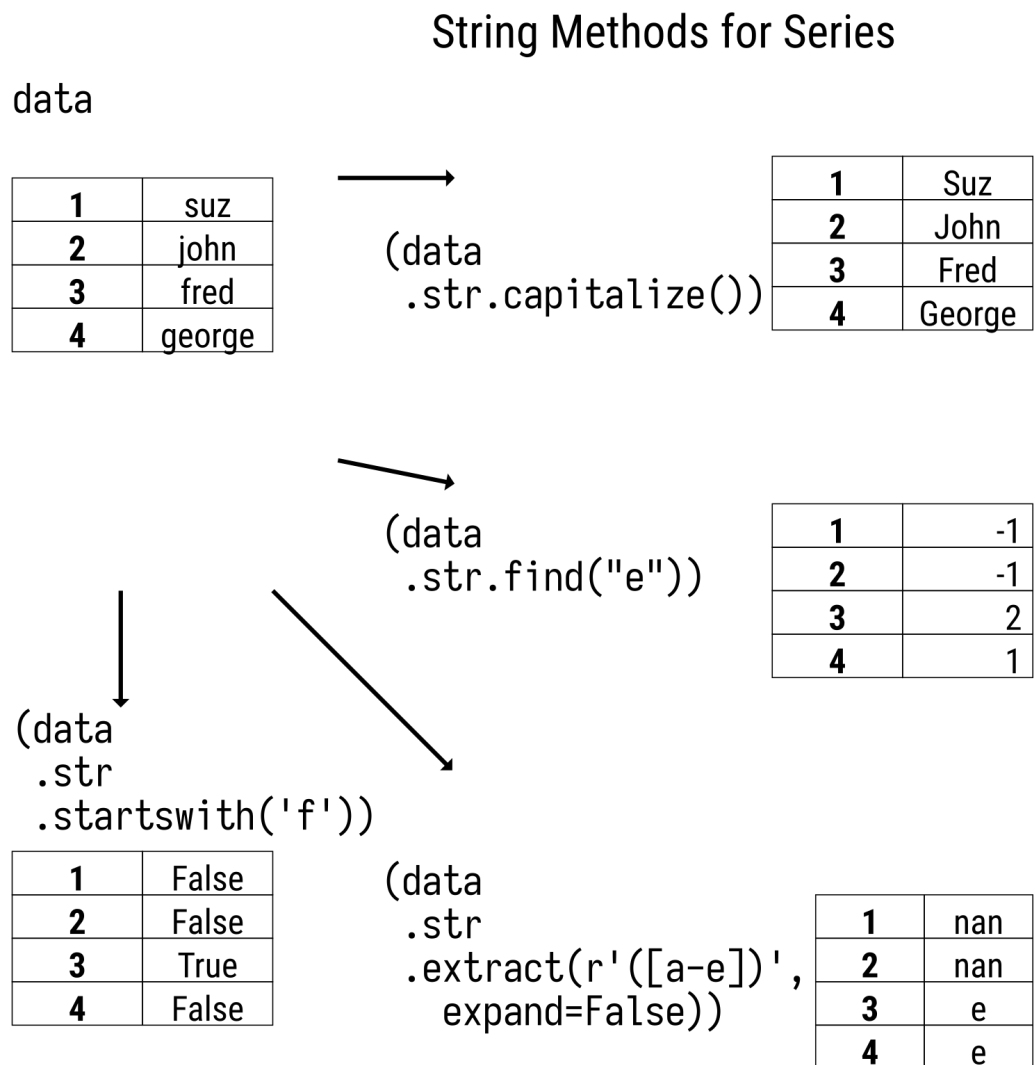 String Methods for Series
data
1 suz
2 john
3 fred
4 george
(data
.str.capitalize())
1 Suz
2 John
3 Fred
4 George
(data
.str.find("e"))
1 -1
2 -1
3 2
4 1
(data
.str
.startswith('f'))
1 False
2 False
3 True
4 False
(data
.str
.extract(r'([a-e])',
expand=False))
1 nan
2 nan
3 e
4 e